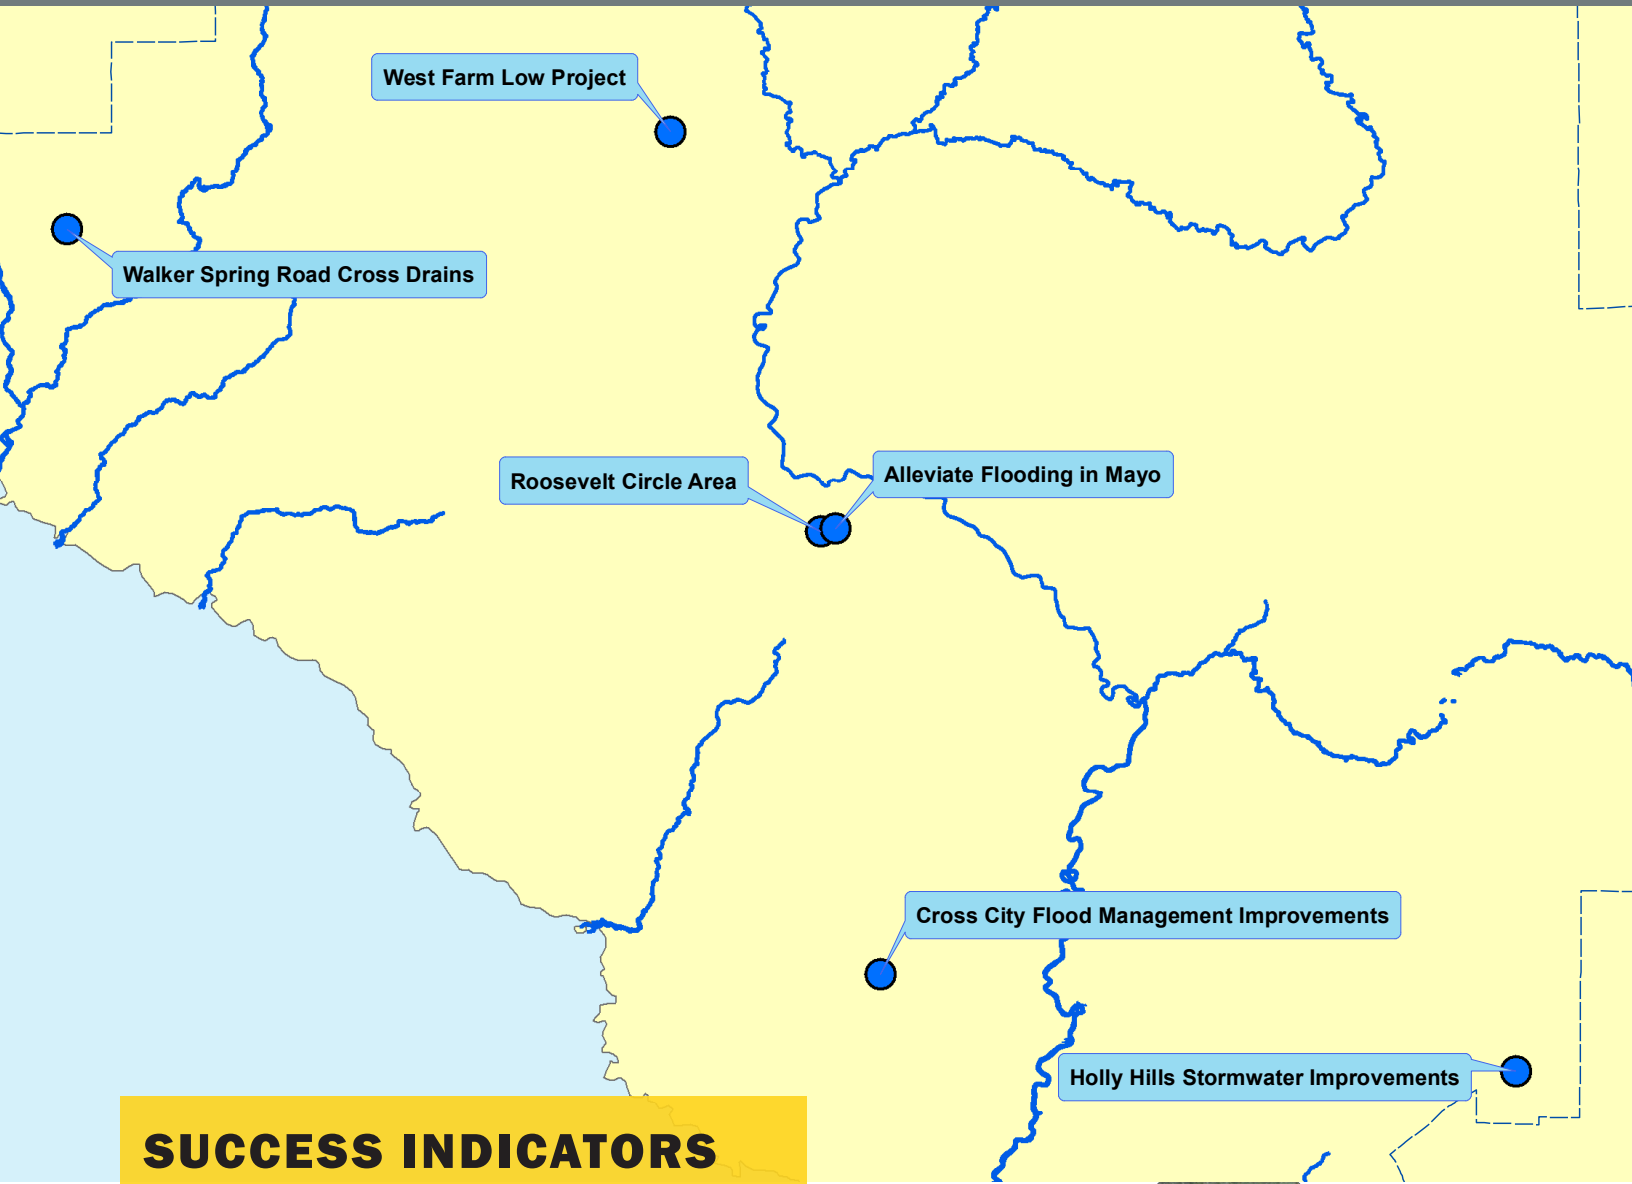 West Farm Low Project
Walker Spring Road Cross Drains
Roosevelt Circle Area
Alleviate Flooding in Mayo
Cross City Flood Management Improvements
Holly Hills Stormwater Improvements
SUCCESS INDICATORS